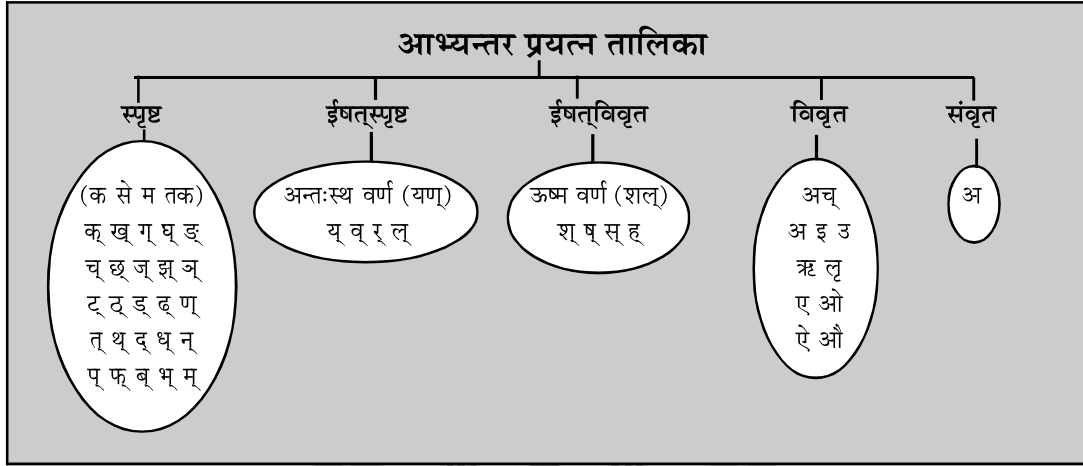 आभ्यन्तर प्रयत्न तालिका
स्पृष्ट
ईषत्स्पृष्ट
ईषत्विवृत
विवृत
संवृत
(क से म तक)
क् ख् ग् घ् ङ्
च् छ् ज् झ् ञ्
ट् ठ् ड् ढ् ण्
त् थ् द् ध् न्
प् फ् ब् भ् म्
अन्तःस्थ वर्ण (यण्)
य् व् र् ल्
ऊष्म वर्ण (शल्)
श् ष् स् ह्
अच्
अ इ उ
ऋ लृ
ए ओ
ऐ औ
अ